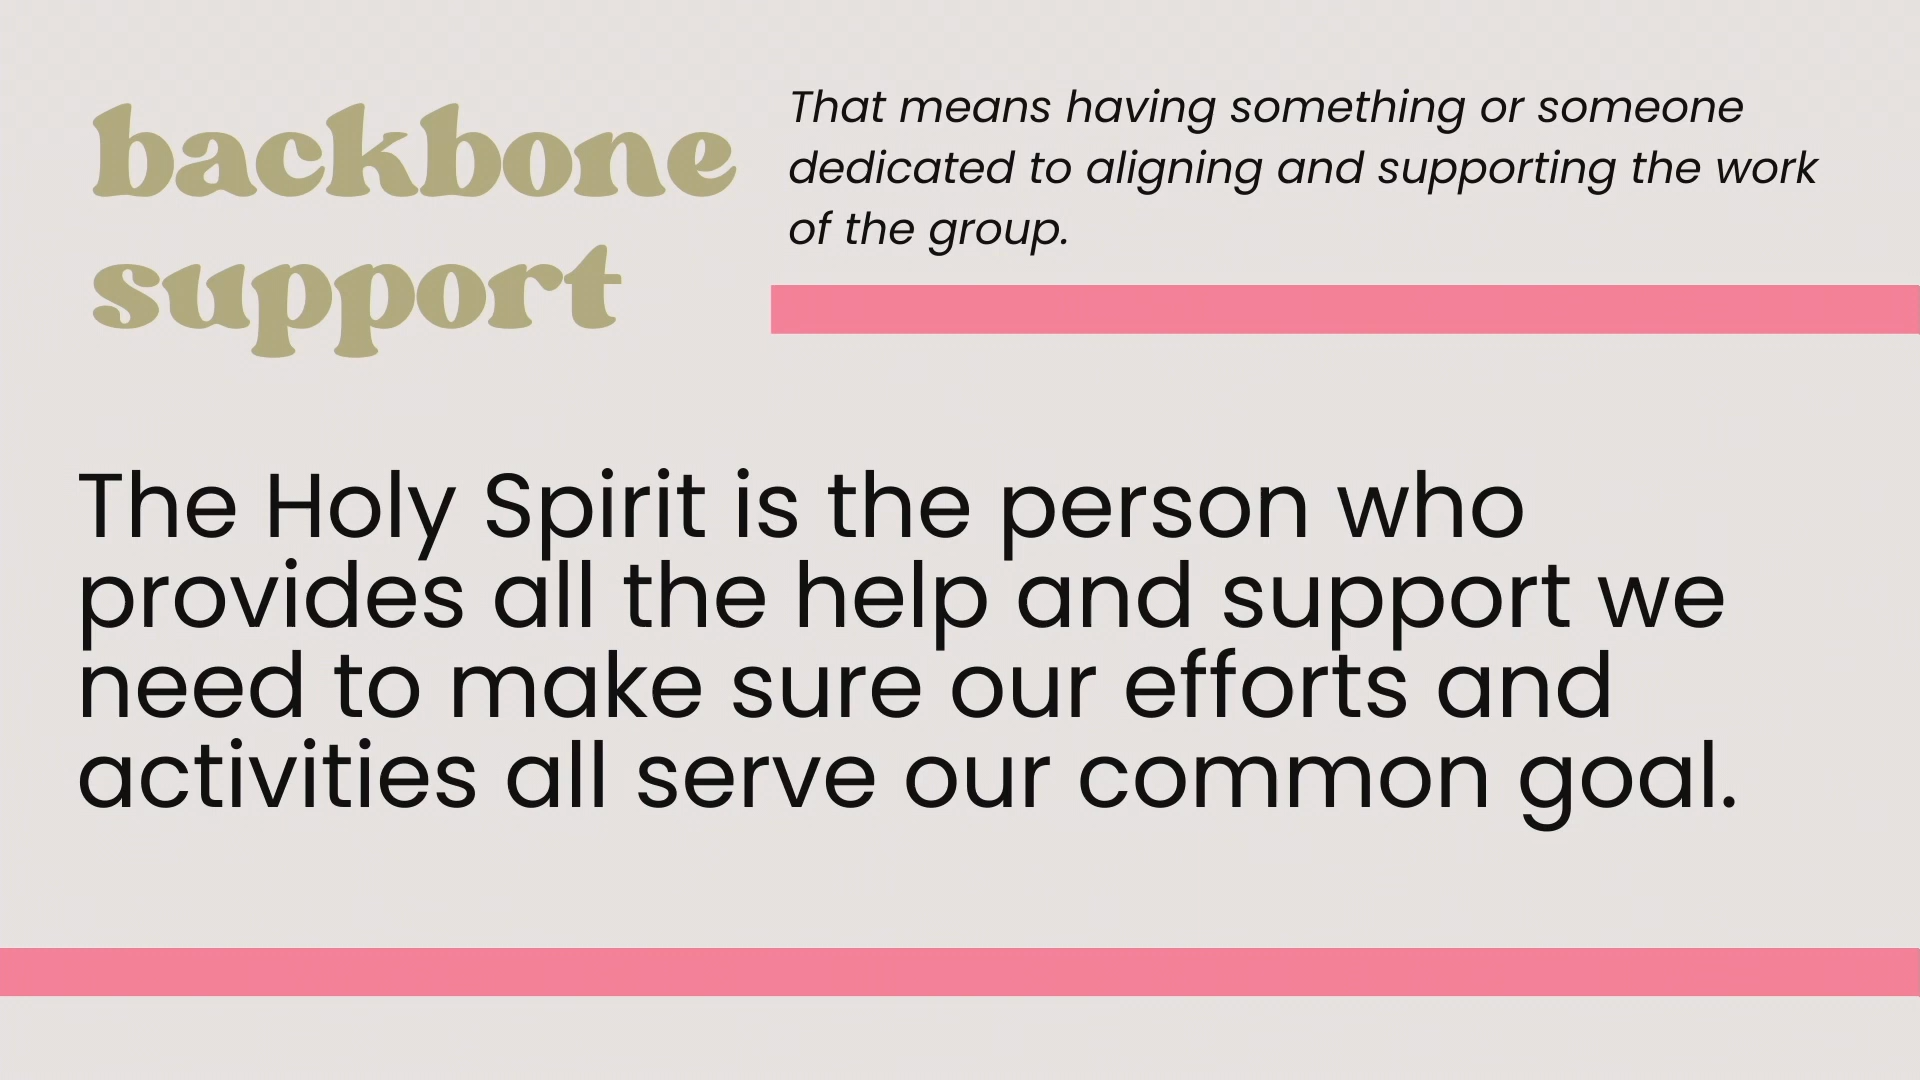 backbone
support
That means having something or someone
dedicated to aligning and supporting the work
of the group.
The Holy Spirit is the person who
provides all the help and support we
need to make sure our efforts and
activities all serve our common goal.